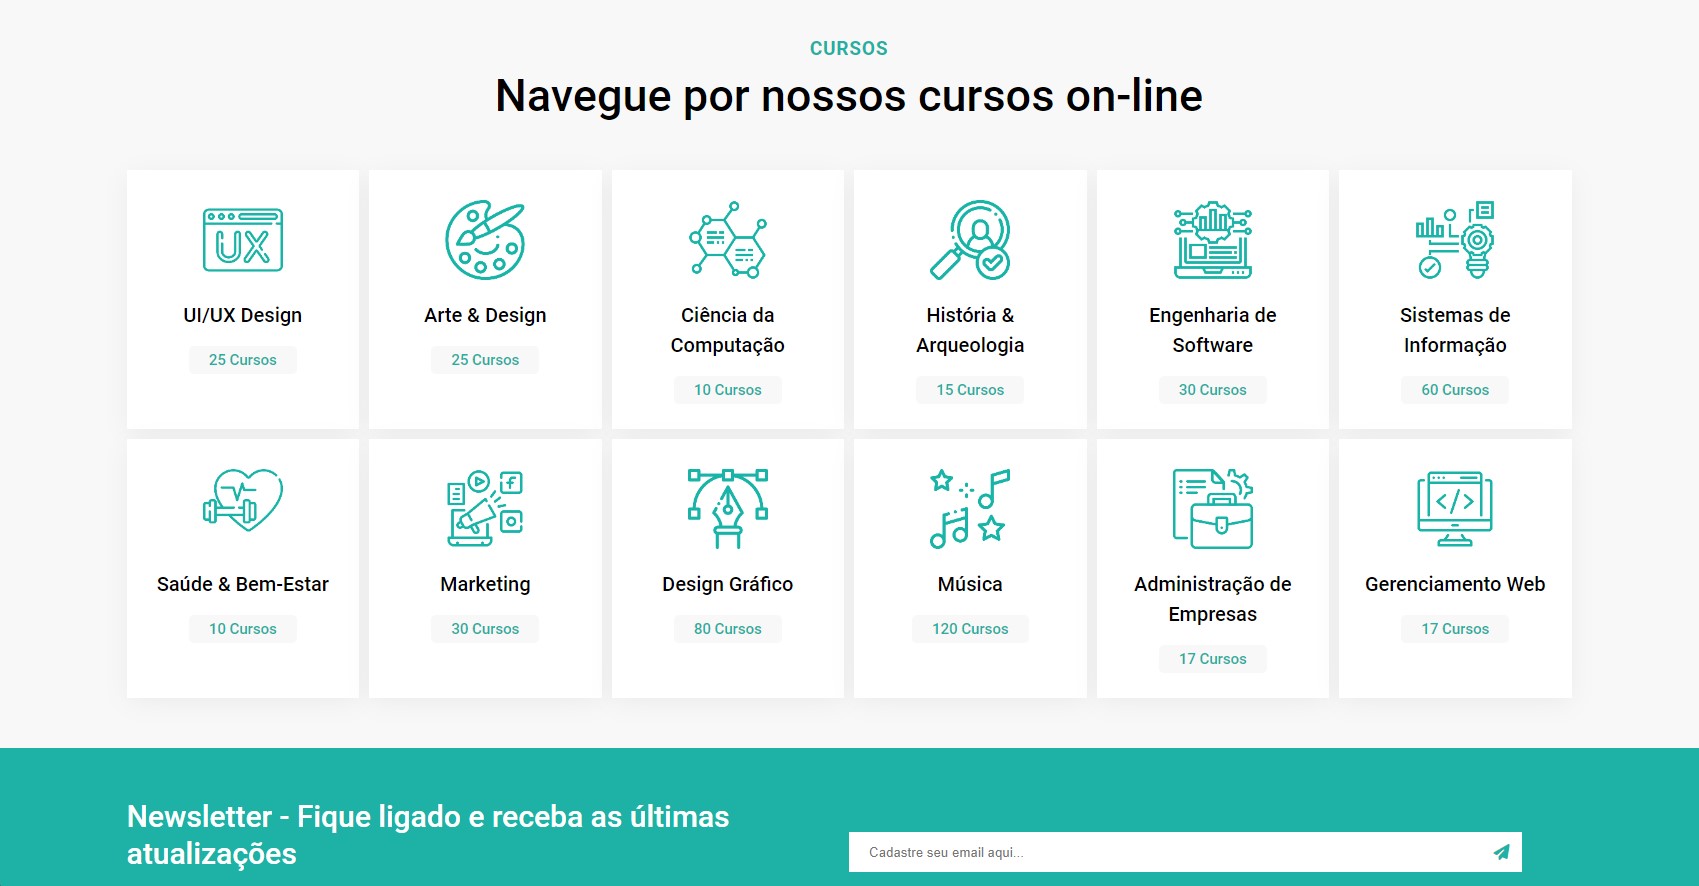 CURSOS
Navegue por nossos cursos on-line
UX
UI/UX Design
25 Cursos
Arte & Design
25 Cursos
Ciência da
Computação
10 Cursos
História &
Arqueologia
15 Cursos
Engenharia de
Software
30 Cursos
Sistemas de
Informação
60 Cursos
Saúde & Bem-Estar
10 Cursos
Marketing
30 Cursos
Design Gráfico
80 Cursos
Música
120 Cursos
Administração de
Empresas
17 Cursos
Gerenciamento Web
17 Cursos
Newsletter - Fique ligado e receba as últimas
atualizações
Cadastre seu email aqui...